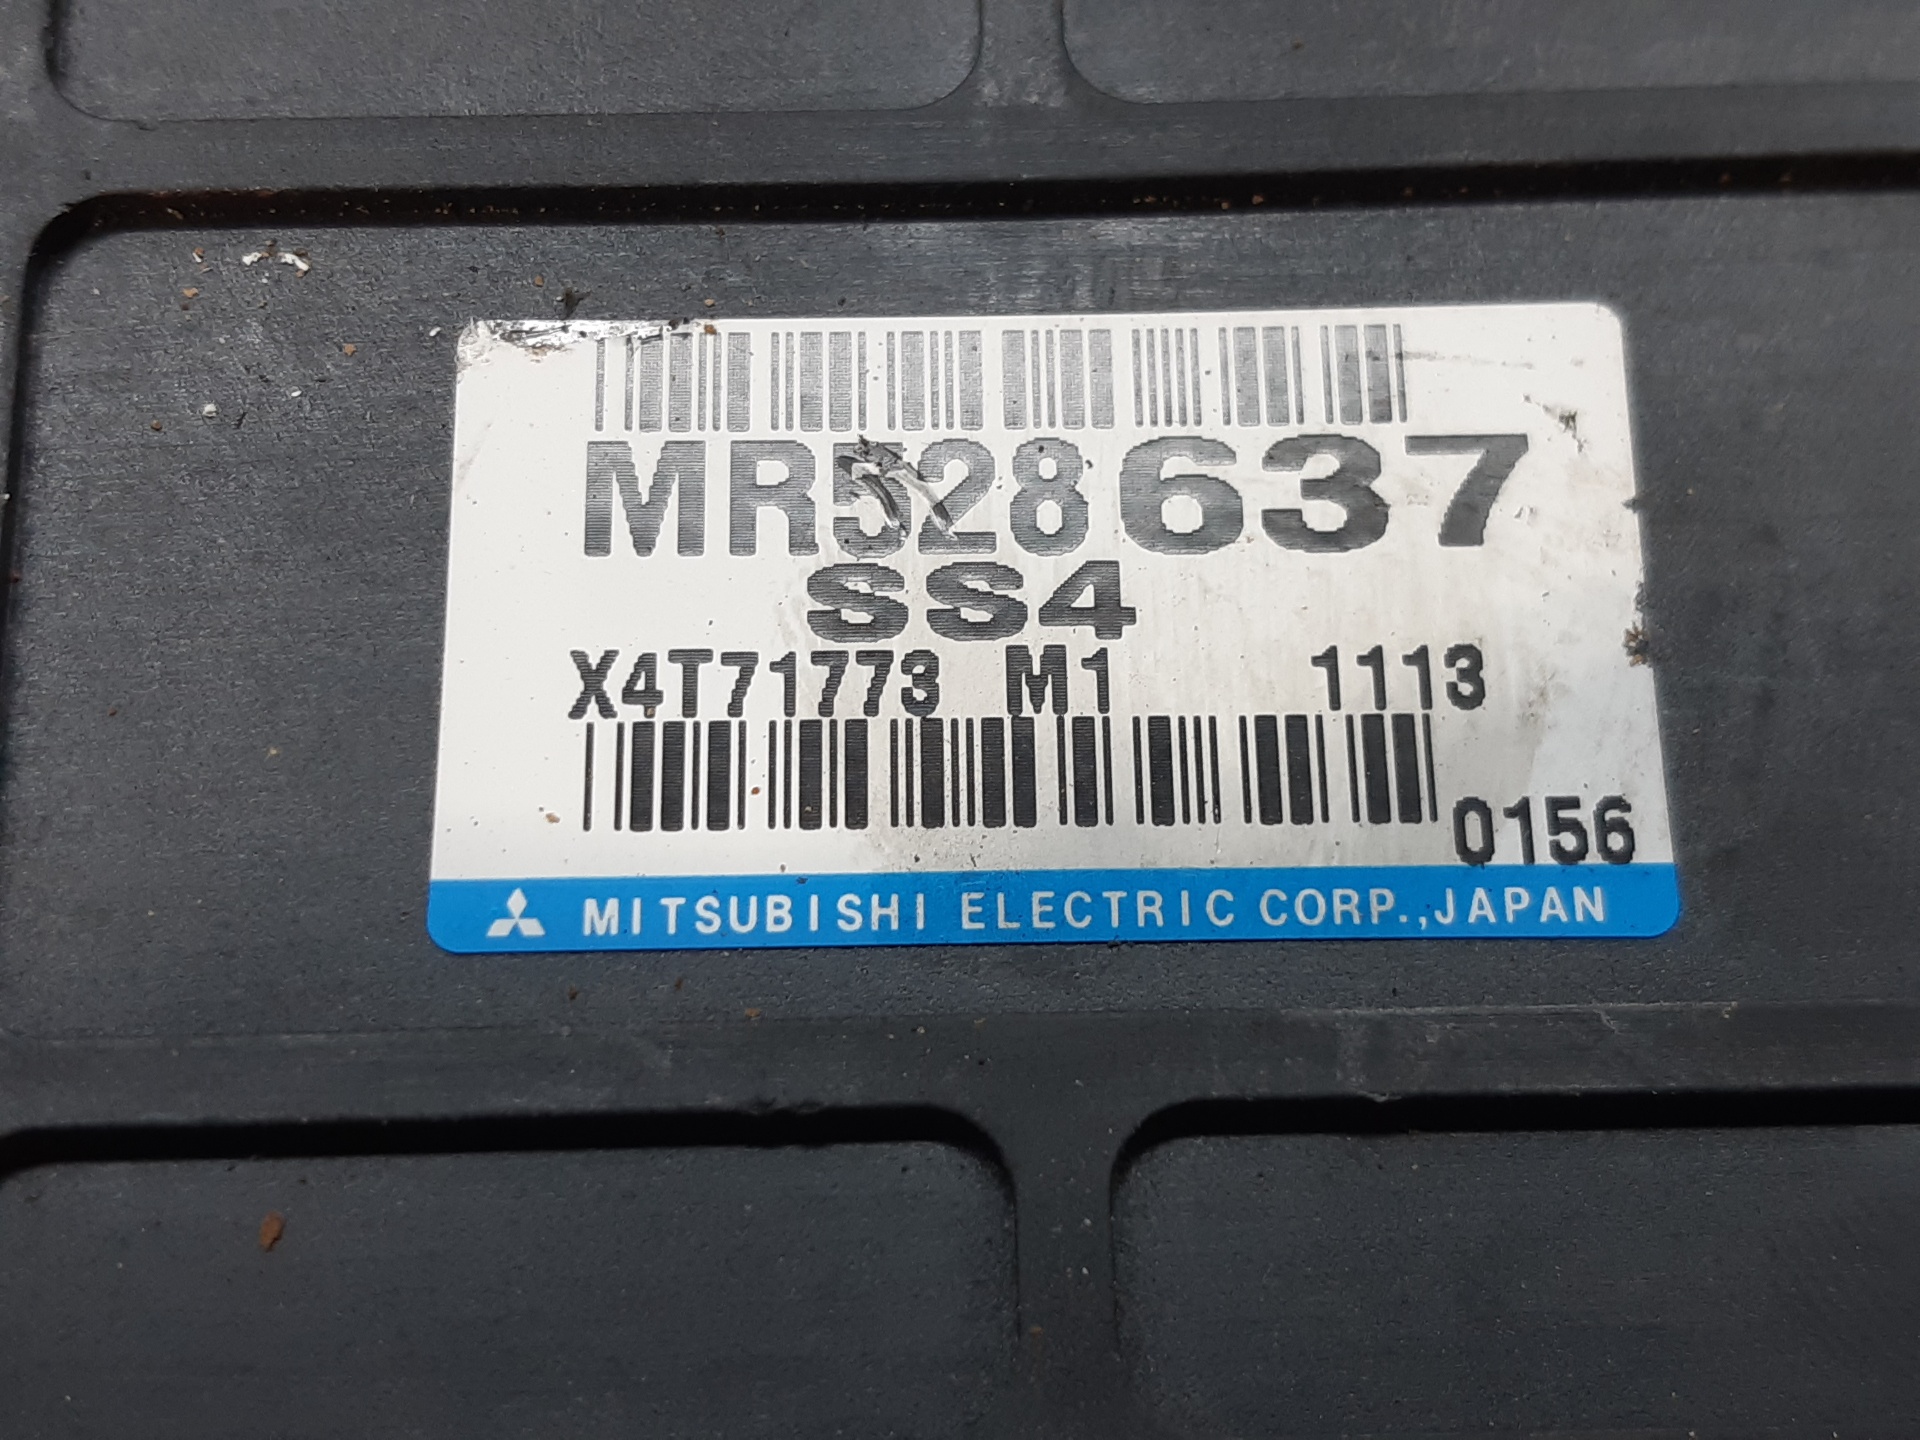 MR528637
SS4
X4T71773 M1 1113
0156
MITSUBISHI ELECTRIC CORP.,JAPAN